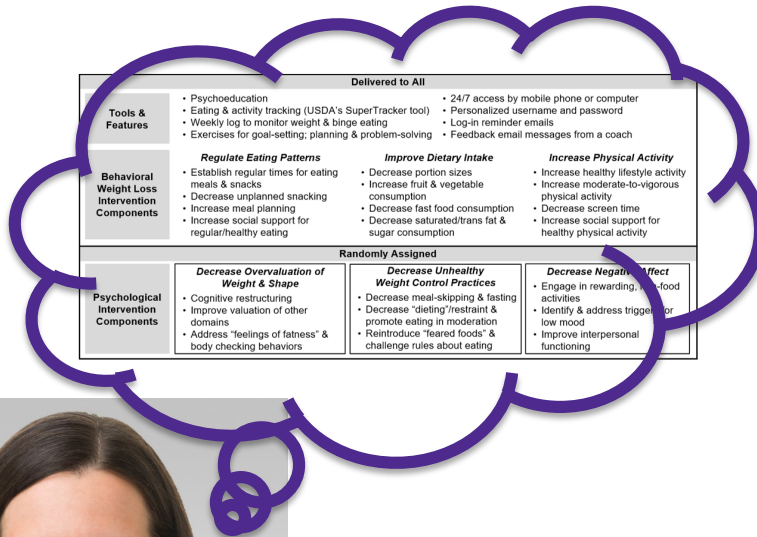 Delivered to All
Tools &
Features
• Psychoeducation
• Eating & activity tracking (USDA's SuperTracker tool)
• Weekly log to monitor weight & binge eating
• Exercises for goal-setting; planning & problem-solving
• 24/7 access by mobile phone or computer
• Personalized username and password
• Log-in reminder emails
• Feedback email messages from a coach
Behavioral
Weight Loss
Intervention
Components
Regulate Eating Patterns
• Establish regular times for eating
meals & snacks
• Decrease unplanned snacking
• Increase meal planning
• Increase social support for
regular/healthy eating
Improve Dietary Intake
• Decrease portion sizes
• Increase fruit & vegetable
consumption
• Decrease fast food consumption
• Decrease saturated/trans fat &
sugar consumption
Increase Physical Activity
• Increase healthy lifestyle activity
• Increase moderate-to-vigorous
physical activity
• Decrease screen time
• Increase social support for
healthy physical activity
Randomly Assigned
Psychological
Intervention
Components
Decrease Overvaluation of
Weight & Shape
• Cognitive restructuring
• Improve valuation of other
domains
• Address "feelings of fatness" &
body checking behaviors
Decrease Unhealthy
Weight Control Practices
• Decrease meal-skipping & fasting
• Decrease "dieting"/restraint &
promote eating in moderation
• Reintroduce "feared foods" &
challenge rules about eating
Decrease Negative Affect
• Engage in rewarding,
activities
• Identify & address
low mood
• Improve interpersonal
functioning